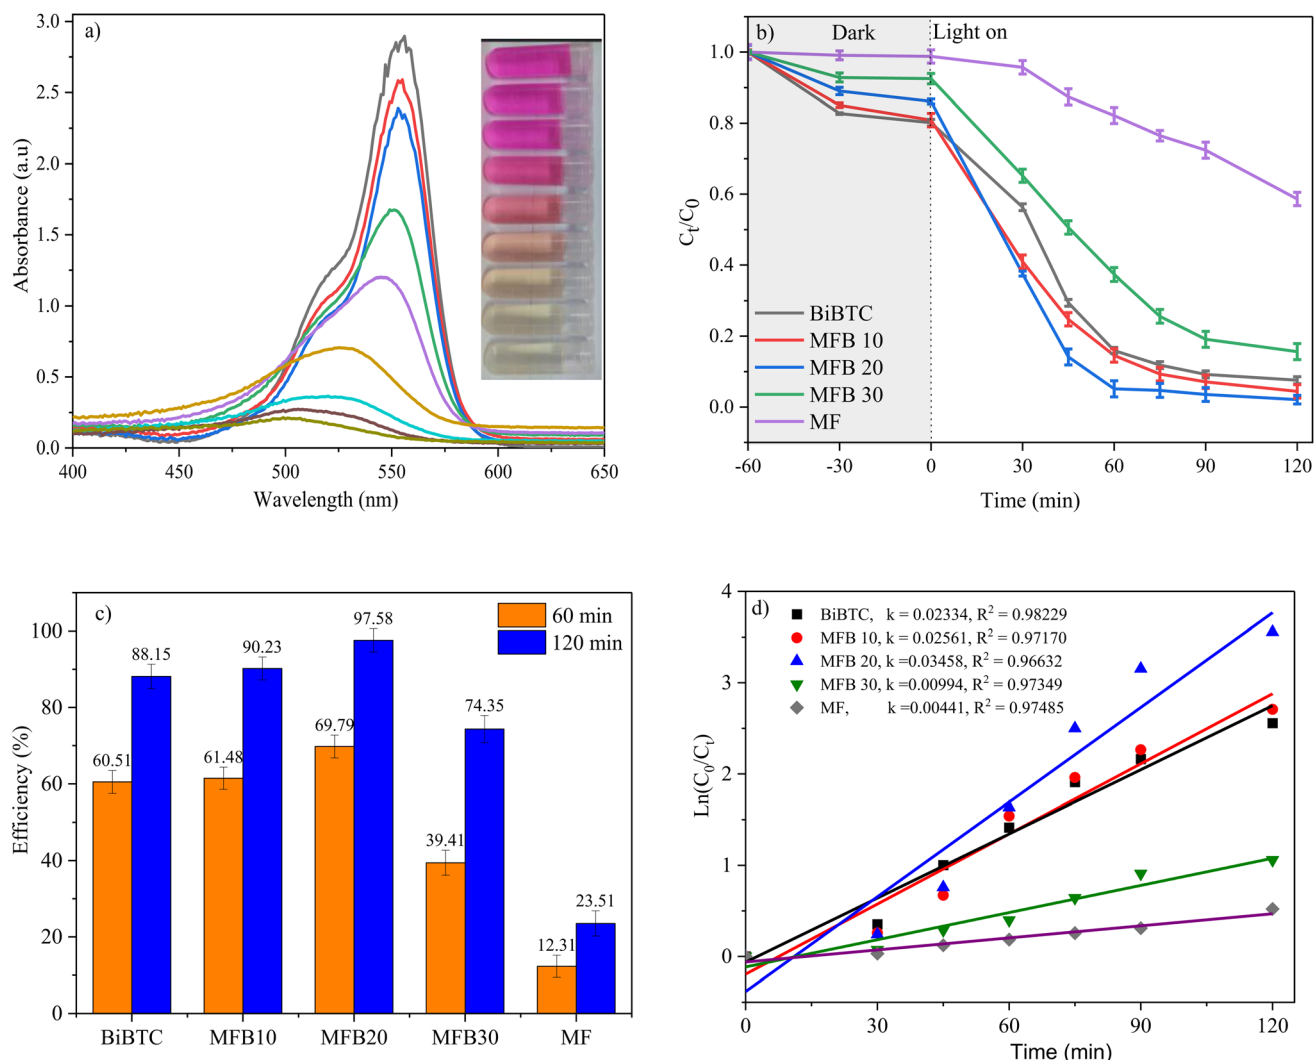 a)
3.0
2.5
2.0
1.5
1.0
0.5
0.0
400
450
500
550
600
650
Absorbance (a.u)
Wavelength (nm)
b)
Dark
Light on
1.0
0.8
0.6
0.4
0.2
0.0
Ct/C0
BiBTC
MFB 10
MFB 20
MFB 30
MF
-60
-30
0
30
60
90
120
Time (min)
c)
60 min
120 min
100
80
60
40
20
0
Efficiency (%)
60.51
88.15
61.48
90.23
69.79
97.58
39.41
74.35
12.31
23.51
BiBTC
MFB10
MFB20
MFB30
MF
d)
BiBTC, k = 0.02334, R² = 0.98229
MFB 10, k = 0.02561, R² = 0.97170
MFB 20, k =0.03458, R² = 0.96632
MFB 30, k =0.00994, R² = 0.97349
MF, k =0.00441, R² = 0.97485
4
3
2
1
0
Ln(C0/Ct)
0
30
60
90
120
Time (min)